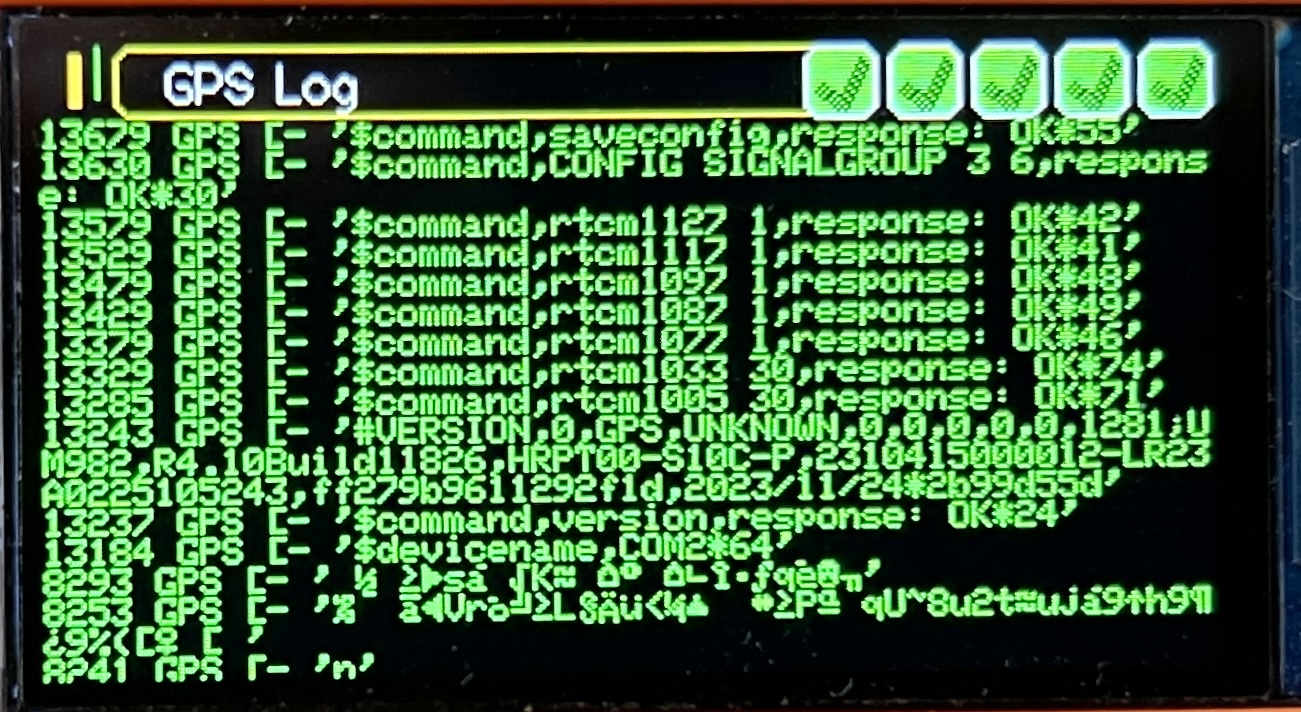 GPS Log
13679 GPS [- '$command,saveconfig,response: OK*55'
13630 GPS [- '$command,CONFIG SIGNALGROUP 3 6,respons
e: OK*30'
13579 GPS [- '$command,rtcm1127 1,response: OK*42'
13529 GPS [- '$command,rtcm1117 1,response: OK*41'
13479 GPS [- '$command,rtcm1097 1,response: OK*48'
13429 GPS [- '$command,rtcm1087 1,response: OK*49'
13379 GPS [- '$command,rtcm1077 1,response: OK*46'
13329 GPS [- '$command,rtcm1033 30,response: OK*74'
13285 GPS [- '$command,rtcm1005 30,response: OK*71'
13243 GPS [- '#VERSION,0,GPS,UNKNOWN,0,0,0,0,0,1281;U
M982,R4.10Build11826,HRPT00-S10C-P,2310415000012-LR23
A0225105243,ff279b9611292f1d,2023/11/24*2b99d55d'
13237 GPS [- '$command,version,response: OK*24'
13184 GPS [- '$devicename,COM2*64'
8293 GPS [- '
8253 GPS [- '
8241 GPS [- 'n'